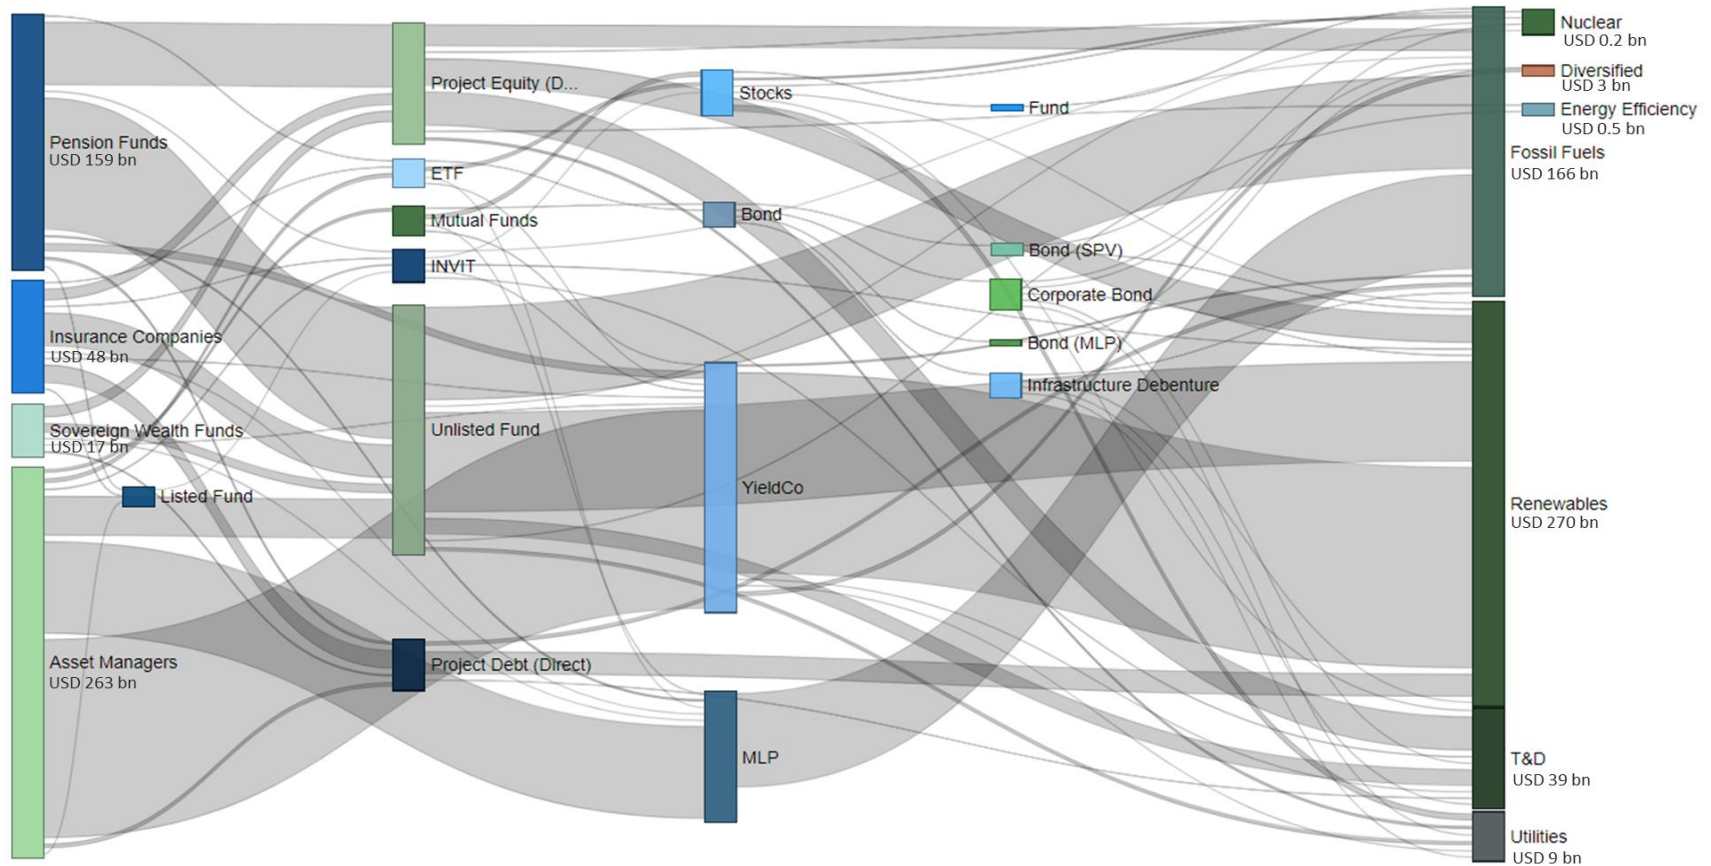 Pension Funds
USD 159 bn
Insurance Companies
USD 48 bn
Sovereign Wealth Funds
USD 17 bn
Asset Managers
USD 263 bn
Listed Fund
Project Equity (D...
ETF
Mutual Funds
INVIT
Unlisted Fund
Project Debt (Direct)
Stocks
Bond
YieldCo
MLP
Fund
Bond (SPV)
Corporate Bond
Bond (MLP)
Infrastructure Debenture
Nuclear
USD 0.2 bn
Diversified
USD 3 bn
Energy Efficiency
USD 0.5 bn
Fossil Fuels
USD 166 bn
Renewables
USD 270 bn
T&D
USD 39 bn
Utilities
USD 9 bn